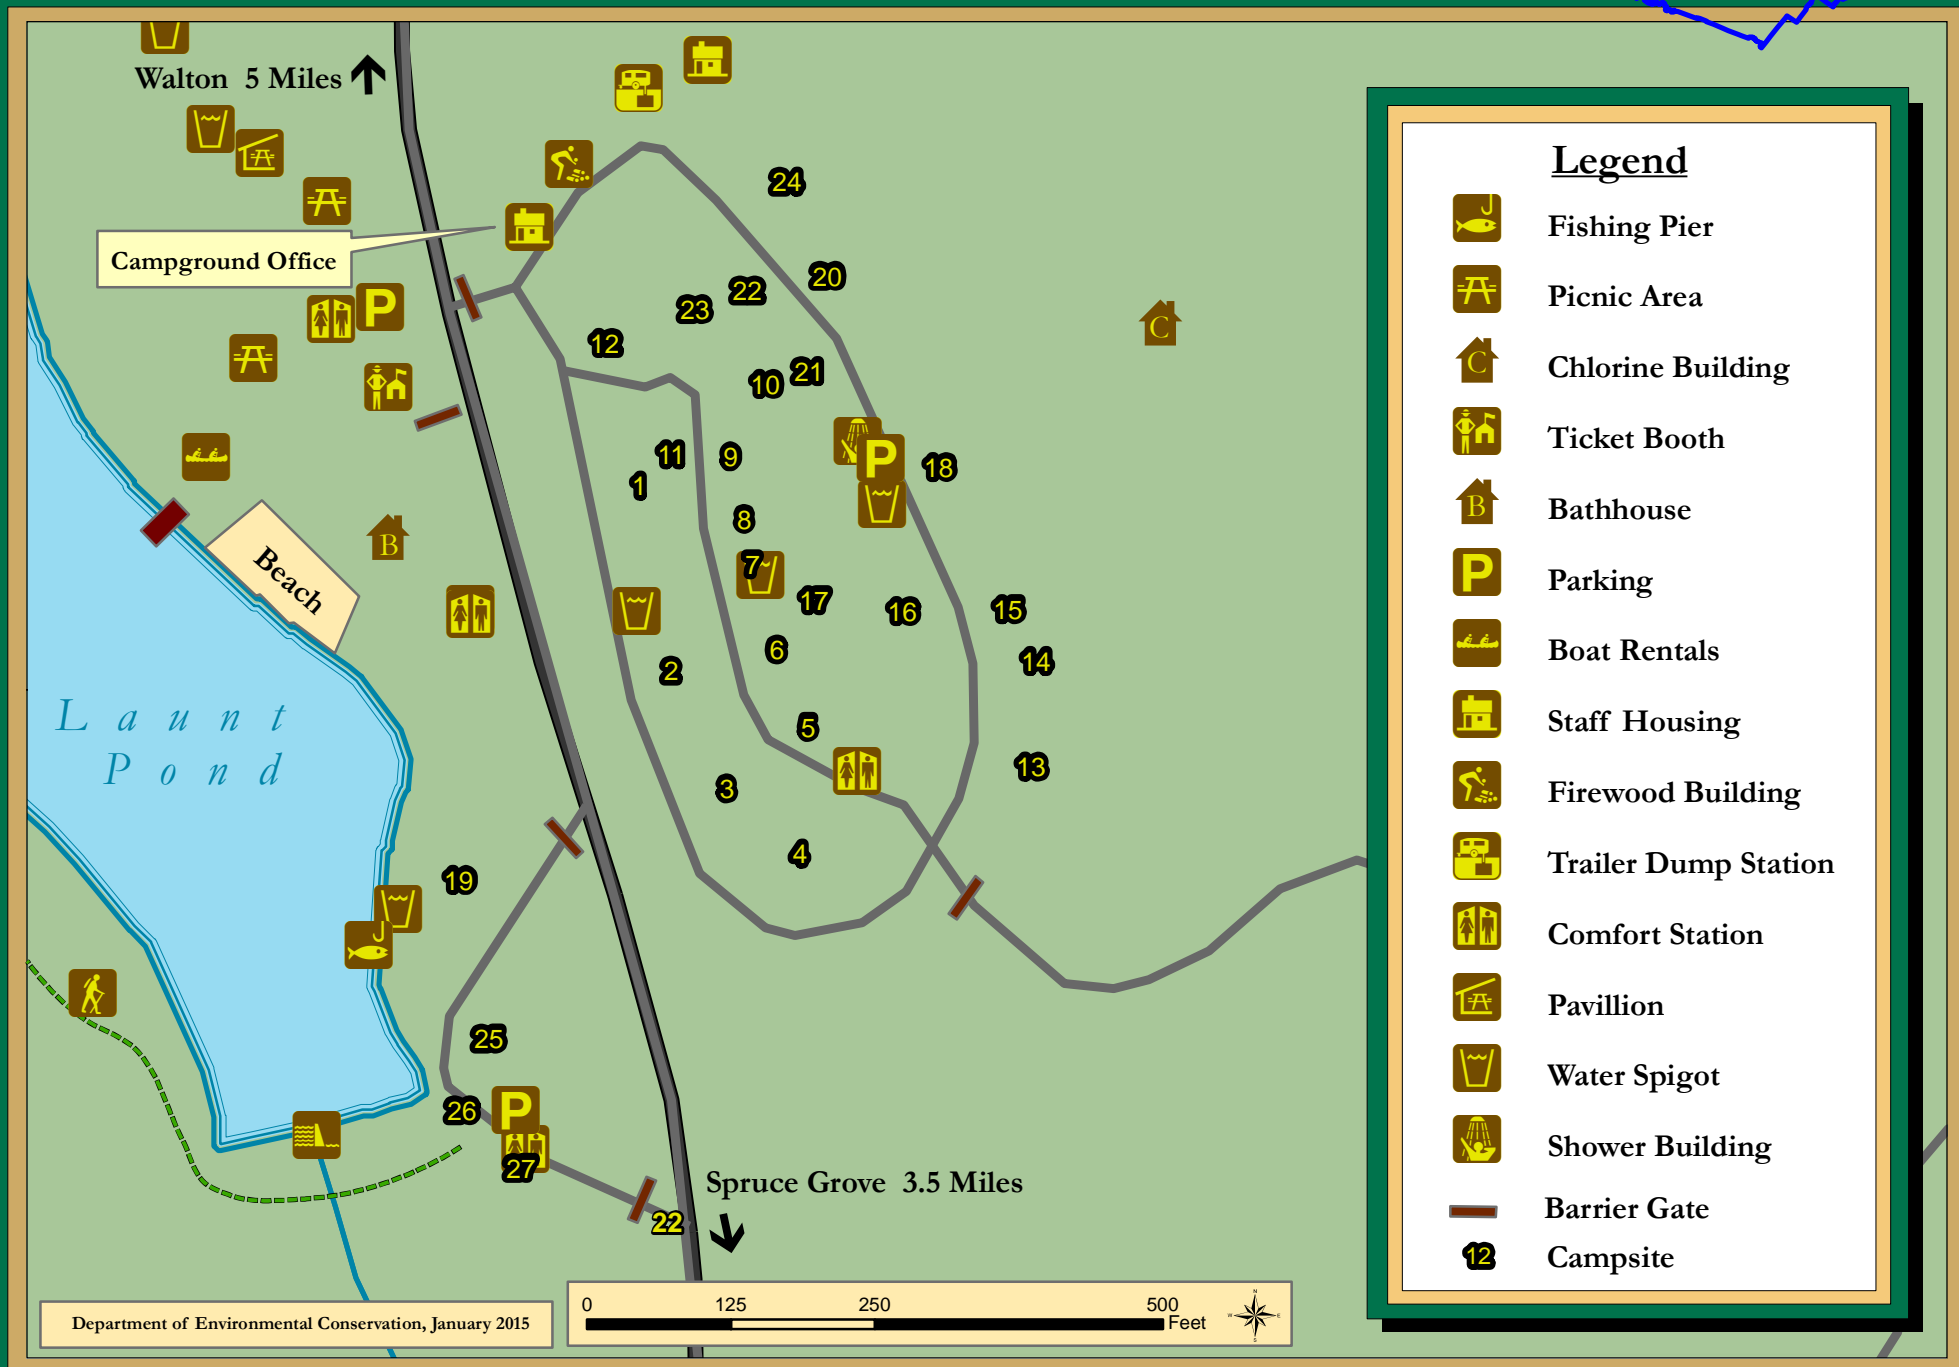 Walton 5 Miles
24
Campground Office
20
22
23
P
12
C
21
10
11
9
P
18
1
8
B
7
Beach
17
16
15
6
14
2
Launt
Pond
5
13
3
4
19
25
P
26
27
Spruce Grove 3.5 Miles
22
Department of Environmental Conservation, January 2015
0 125 250 500
Feet
N
W E
S
Legend
Fishing Pier
Picnic Area
C Chlorine Building
Ticket Booth
B Bathhouse
P Parking
Boat Rentals
Staff Housing
Firewood Building
Trailer Dump Station
Comfort Station
Pavillion
Water Spigot
Shower Building
Barrier Gate
12 Campsite